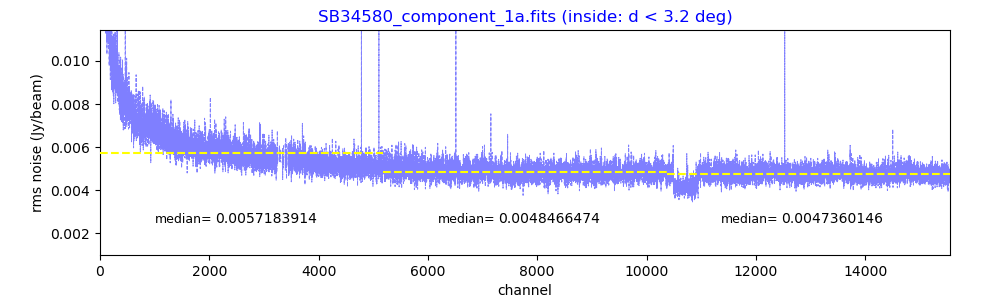 SB34580_component_1a.fits (inside: d < 3.2 deg)
rms noise (Jy/beam)
0.010
0.008
0.006
0.004
0.002
median= 0.0057183914 median= 0.0048466474 median= 0.0047360146
0 2000 4000 6000 8000 10000 12000 14000
channel